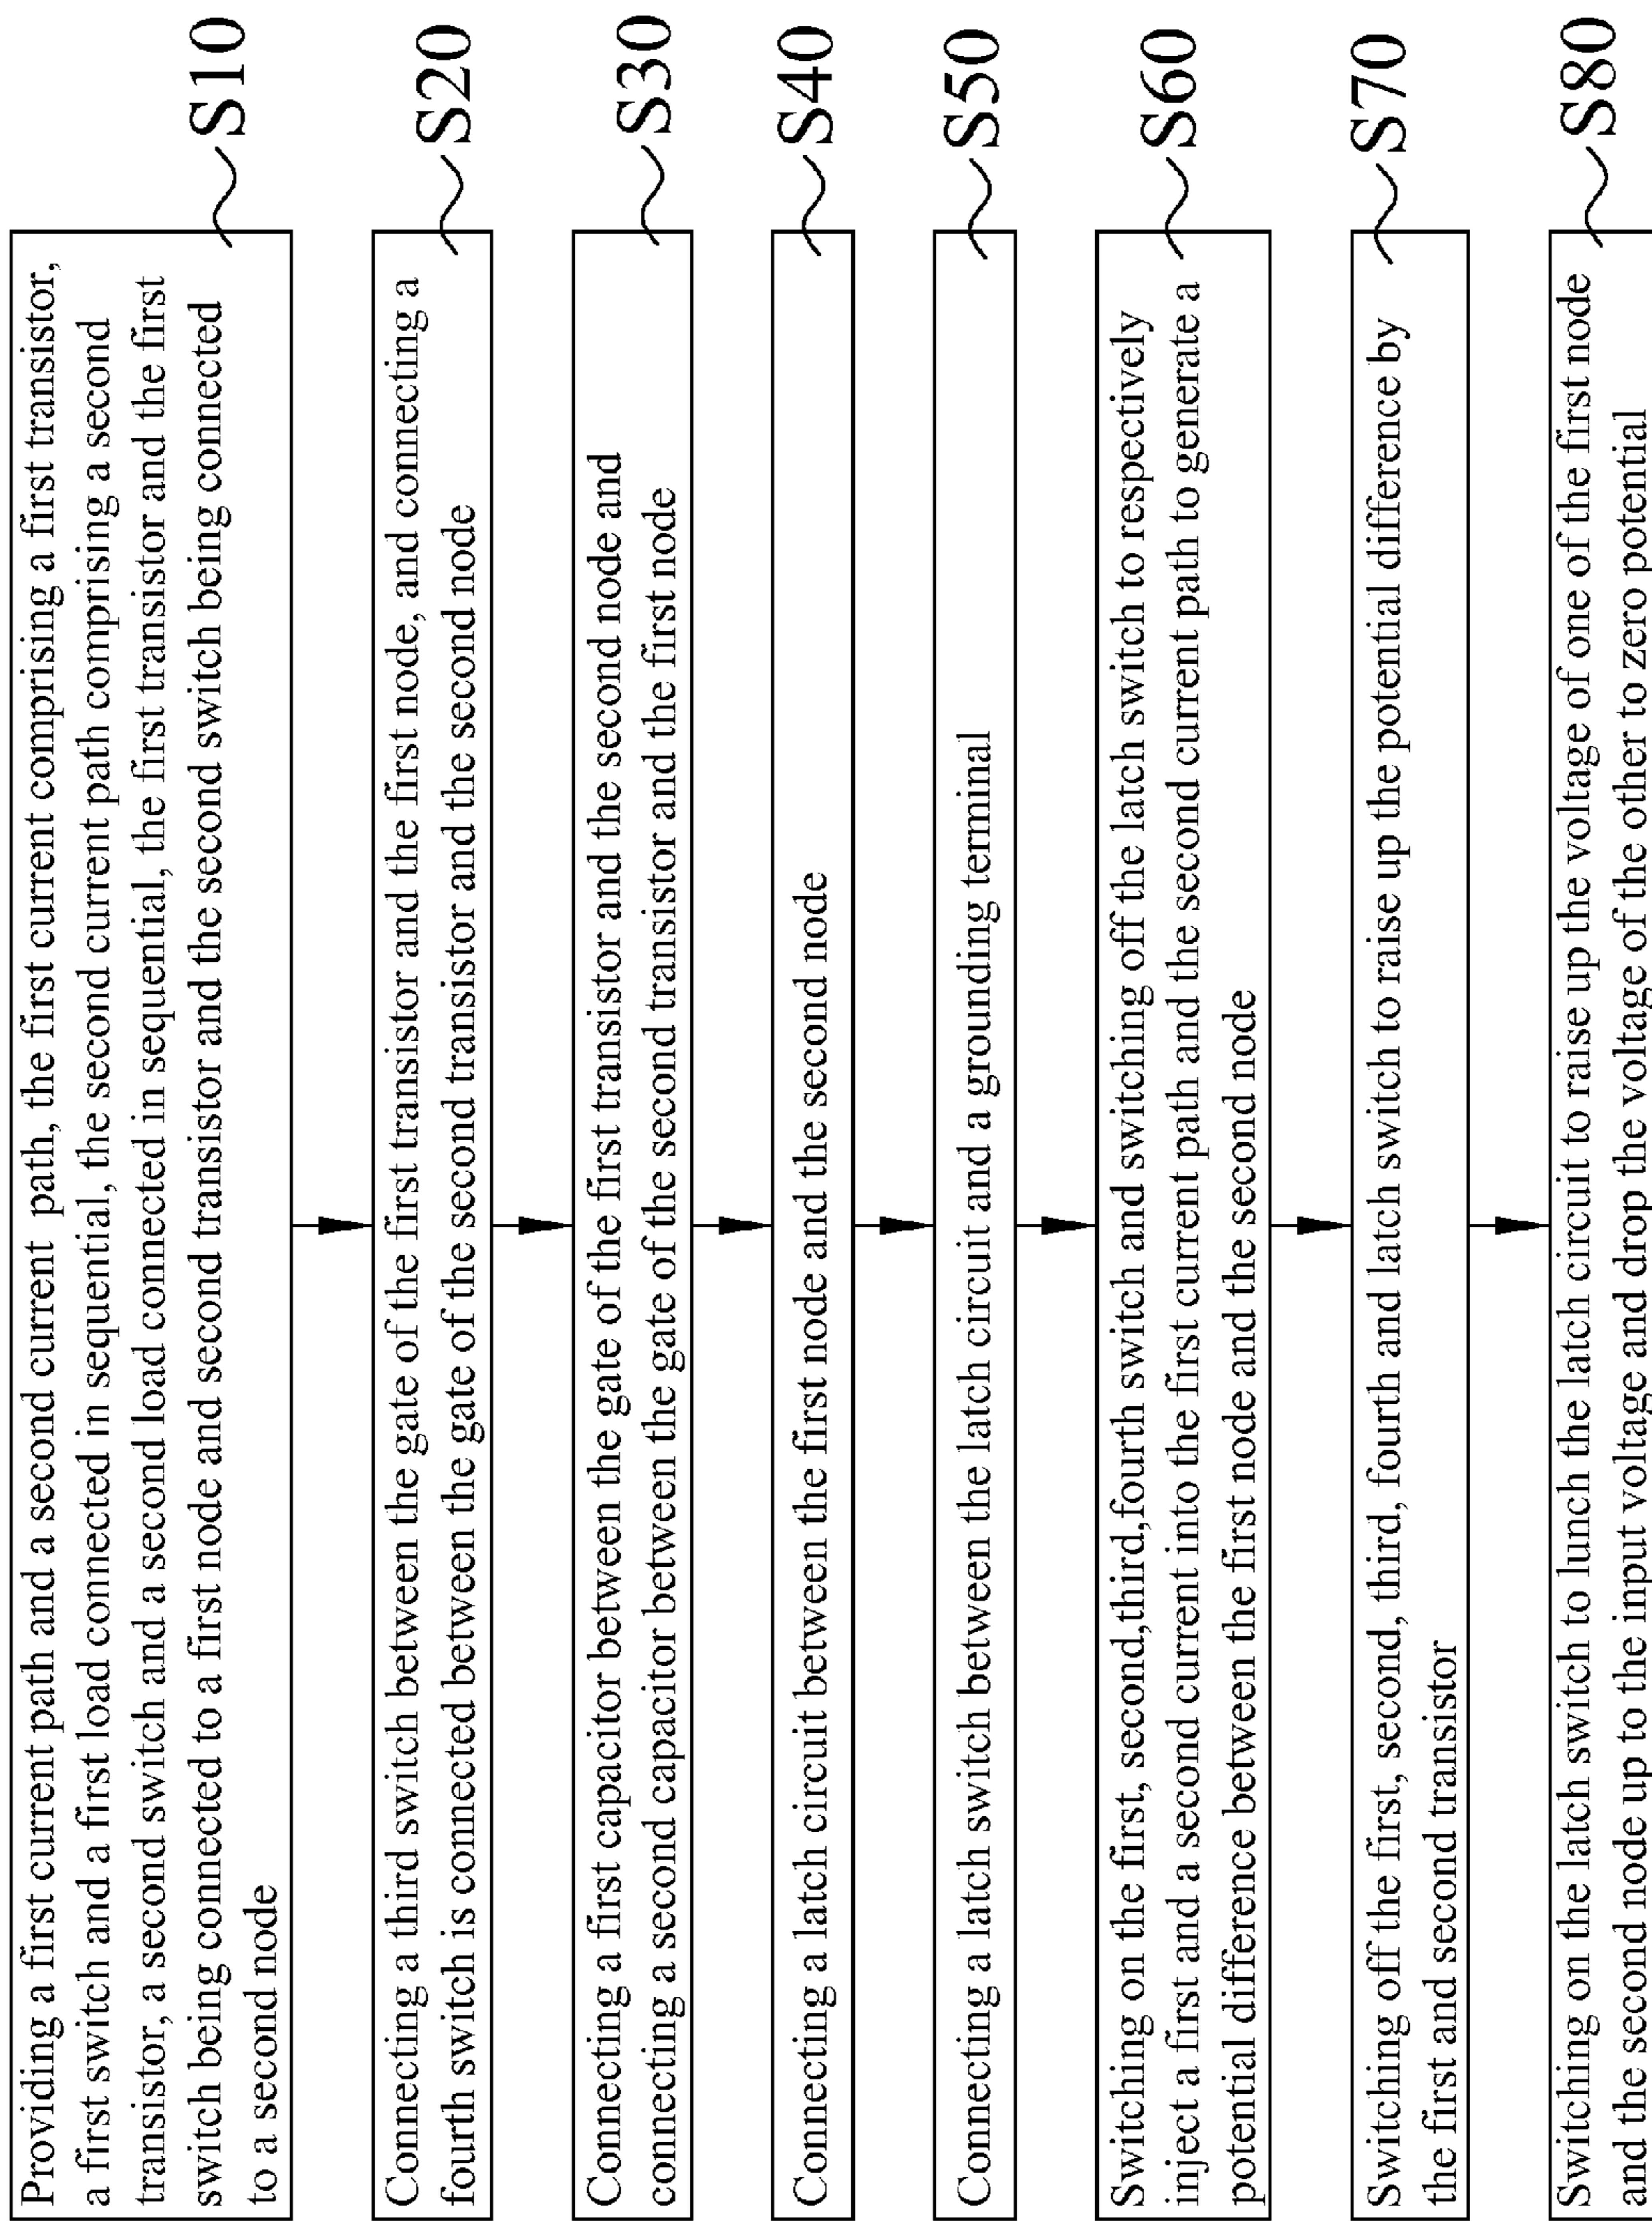 Providing a first current path and a second current path, the first current comprising a first transistor,
a first switch and a first load connected in sequential, the second current path comprising a second
transistor, a second switch and a second load connected in sequential, the first transistor and the first
switch being connected to a first node and second transistor and the second switch being connected
to a second node
S10
Connecting a third switch between the gate of the first transistor and the first node, and connecting a
fourth switch is connected between the gate of the second transistor and the second node
S20
Connecting a first capacitor between the gate of the first transistor and the second node and
connecting a second capacitor between the gate of the second transistor and the first node
S30
Connecting a latch circuit between the first node and the second node
S40
Connecting a latch switch between the latch circuit and a grounding terminal
S50
Switching on the first, second,third,fourth switch and switching off the latch switch to respectively
inject a first and a second current into the first current path and the second current path to generate a
potential difference between the first node and the second node
S60
Switching off the first, second, third, fourth and latch switch to raise up the potential difference by
the first and second transistor
S70
Switching on the latch switch to lunch the latch circuit to raise up the voltage of one of the first node
and the second node up to the input voltage and drop the voltage of the other to zero potential
S80